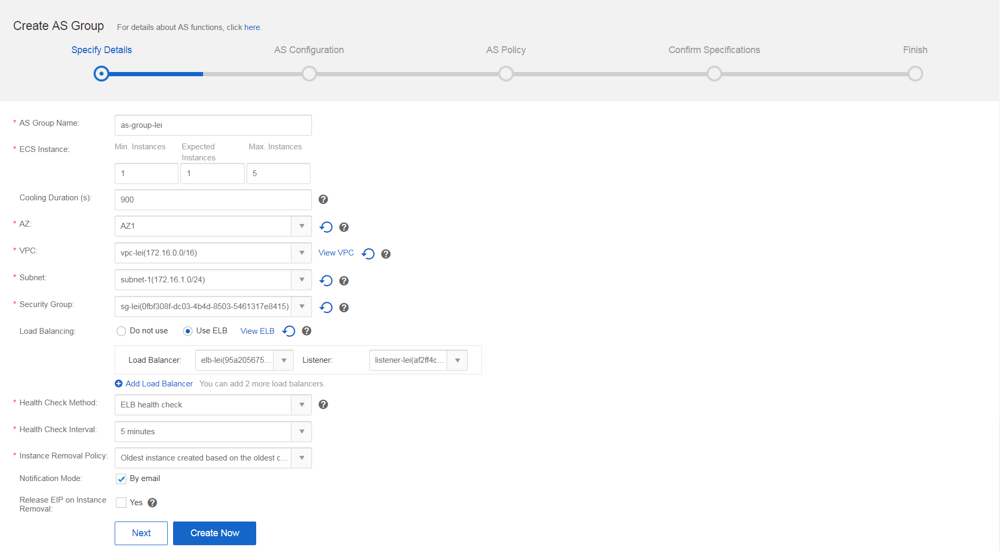 Create AS Group For details about AS functions, click here.
Specify Details AS Configuration AS Policy Confirm Specifications Finish
* AS Group Name: as-group-lei
* ECS Instance: Min. Instances Expected Instances Max. Instances
1 1 5
Cooling Duration (s): 900
* AZ: AZ1
* VPC: vpc-lei(172.16.0.0/16) View VPC
* Subnet: subnet-1(172.16.1.0/24)
* Security Group: sg-lei(0fbf308f-dc03-4b4d-8503-5461317e8415)
Load Balancing: Do not use Use ELB View ELB
Load Balancer: elb-lei(95a205675... Listener: listener-lei(af2ff4c...
Add Load Balancer You can add 2 more load balancers.
* Health Check Method: ELB health check
* Health Check Interval: 5 minutes
* Instance Removal Policy: Oldest instance created based on the oldest c...
Notification Mode: By email
Release EIP on Instance Removal: Yes
Next Create Now